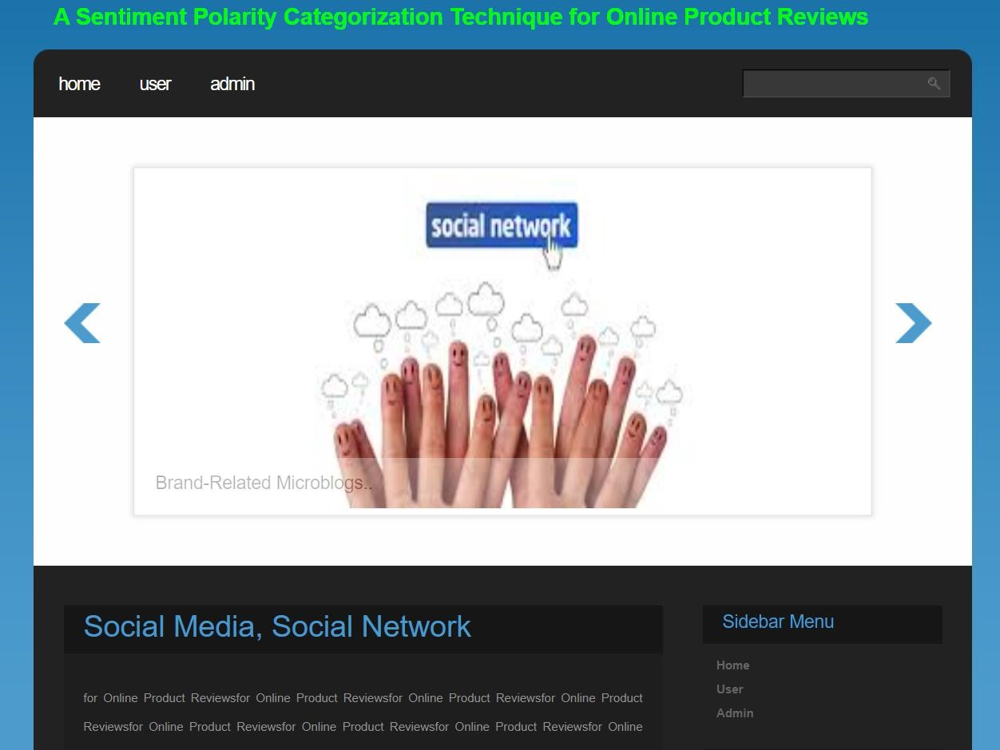 A Sentiment Polarity Categorization Technique for Online Product Reviews
home user admin
social network
Brand-Related Microblogs..
Social Media, Social Network
for Online Product Reviewsfor Online Product Reviewsfor Online Product Reviewsfor Online Product
Reviewsfor Online Product Reviewsfor Online Product Reviewsfor Online Product Reviewsfor Online
Sidebar Menu
Home
User
Admin